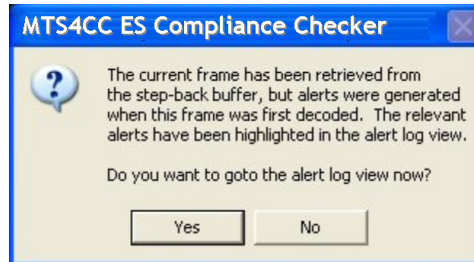 MTS4CC ES Compliance Checker
The current frame has been retrieved from
the step-back buffer, but alerts were generated
when this frame was first decoded. The relevant
alerts have been highlighted in the alert log view.
Do you want to goto the alert log view now?
Yes No